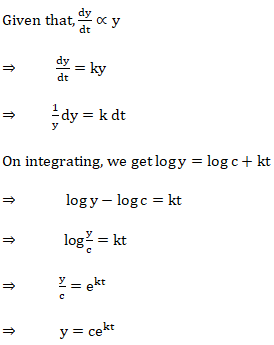 Given that, dy/dt ∝ y
⇒ dy/dt = ky
⇒ 1/y dy = k dt
On integrating, we get log y = log c + kt
⇒ log y − log c = kt
⇒ log y/c = kt
⇒ y/c = e^kt
⇒ y = ce^kt